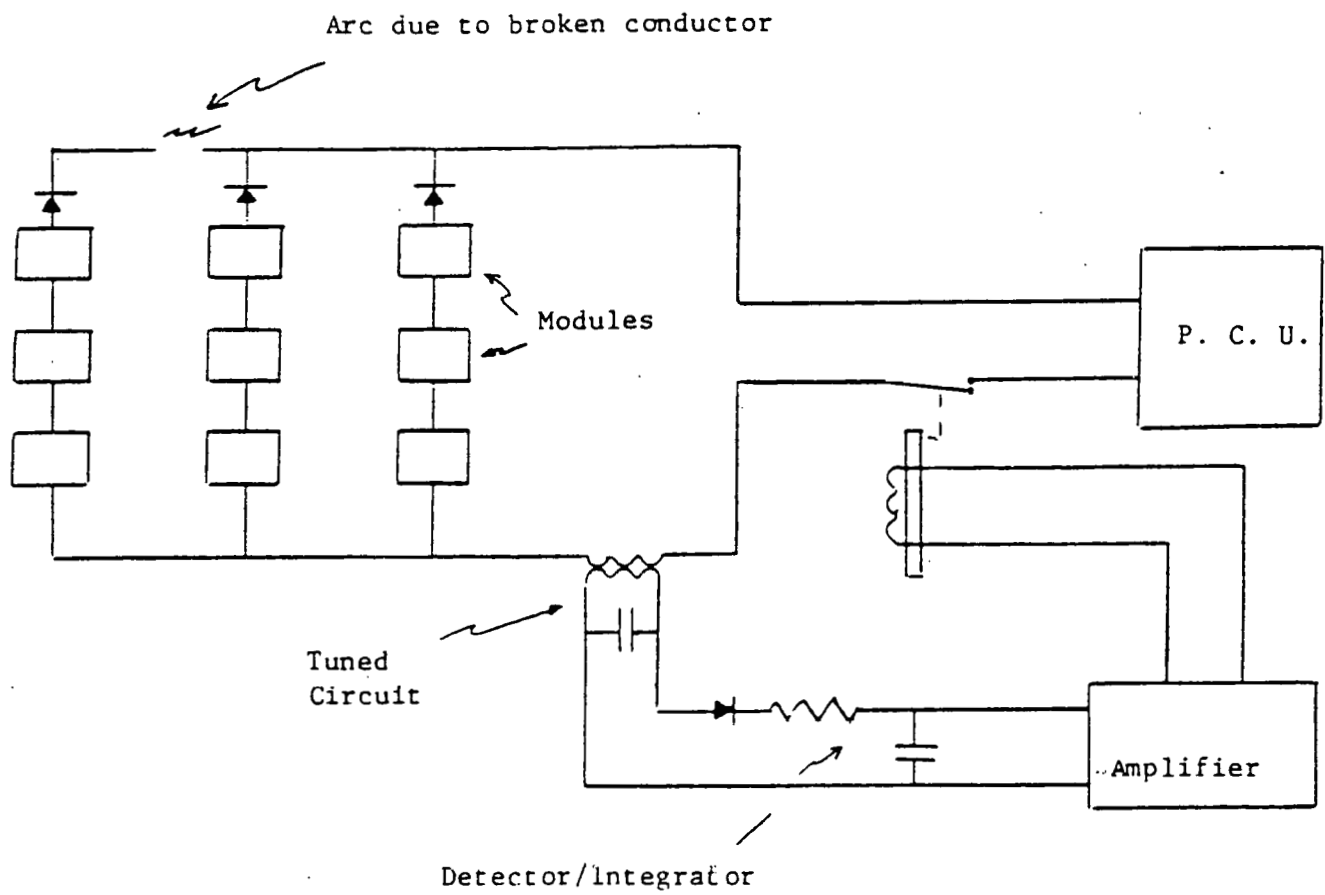 Arc due to broken conductor
Modules
P. C. U.
Tuned
Circuit
Amplifier
Detector/Integrator